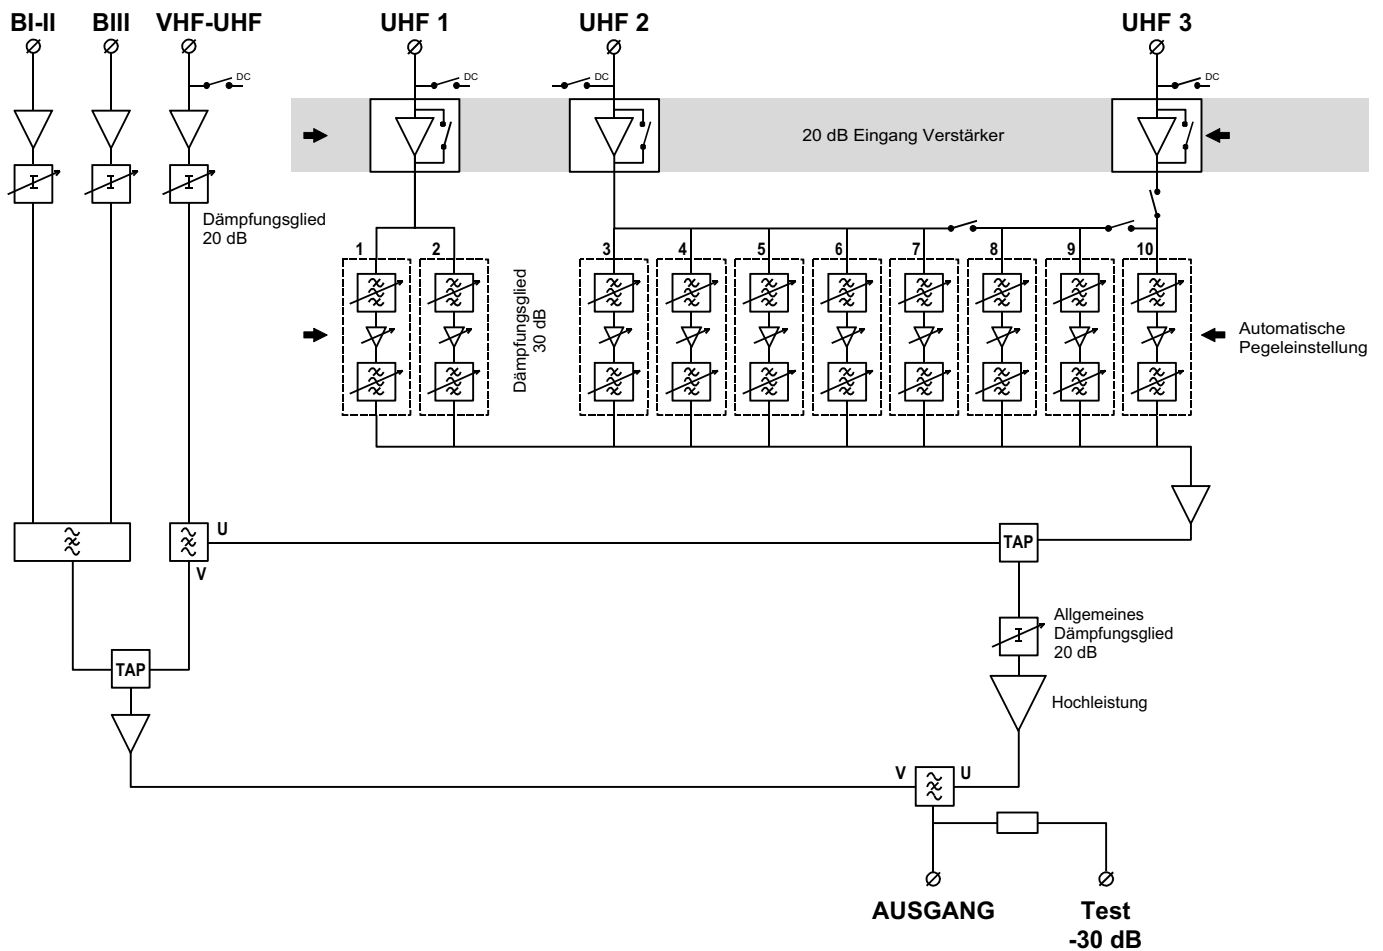 BI-II
BIII
VHF-UHF
UHF 1
UHF 2
UHF 3
DC
DC
DC
DC
20 dB Eingang Verstärker
Dämpfungsglied
20 dB
1
2
3
4
5
6
7
8
9
10
Dämpfungsglied
30 dB
Automatische
Pegeleinstellung
U
V
TAP
TAP
Allgemeines
Dämpfungsglied
20 dB
Hochleistung
V
U
AUSGANG
Test
-30 dB